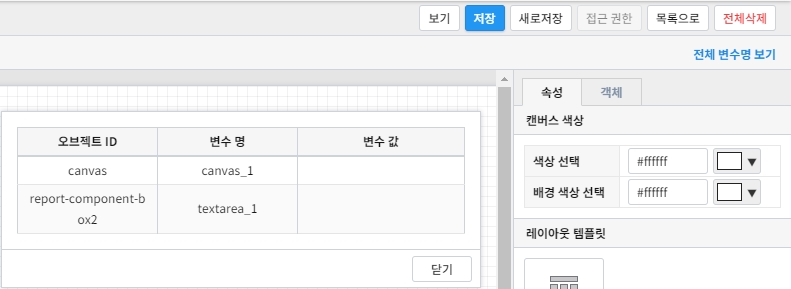 보기 저장 새로저장 접근 권한 목록으로 전체삭제
전체 변수명 보기
속성 객체
캔버스 색상
오브젝트 ID 변수 명 변수 값
색상 선택 #ffffff
canvas canvas_1
배경 색상 선택 #ffffff
report-component-b
ox2
textarea_1
레이아웃 템플릿
닫기